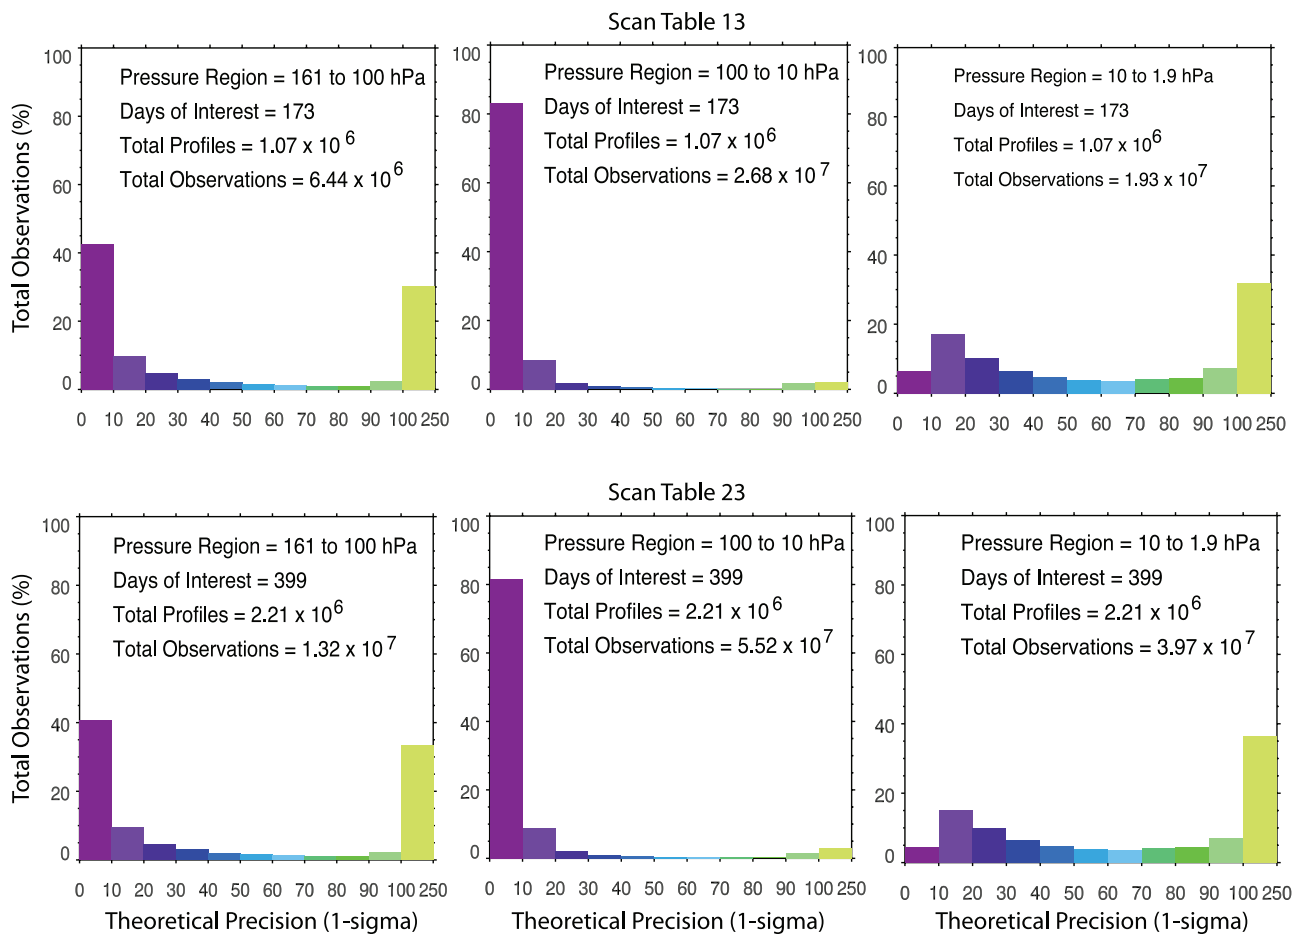 Scan Table 13
Total Observations (%)
100
80
60
40
20
0
Pressure Region = 161 to 100 hPa
Days of Interest = 173
Total Profiles = 1.07 x 10 6
Total Observations = 6.44 x 10 6
0 10 20 30 40 50 60 70 80 90 100 250
100
80
60
40
20
0
Pressure Region = 100 to 10 hPa
Days of Interest = 173
Total Profiles = 1.07 x 10 6
Total Observations = 2.68 x 10 7
0 10 20 30 40 50 60 70 80 90 100 250
100
80
60
40
20
0
Pressure Region = 10 to 1.9 hPa
Days of Interest = 173
Total Profiles = 1.07 x 10 6
Total Observations = 1.93 x 10 7
0 10 20 30 40 50 60 70 80 90 100 250
Scan Table 23
Total Observations (%)
100
80
60
40
20
0
Pressure Region = 161 to 100 hPa
Days of Interest = 399
Total Profiles = 2.21 x 10 6
Total Observations = 1.32 x 10 7
0 10 20 30 40 50 60 70 80 90 100 250
Theoretical Precision (1-sigma)
100
80
60
40
20
0
Pressure Region = 100 to 10 hPa
Days of Interest = 399
Total Profiles = 2.21 x 10 6
Total Observations = 5.52 x 10 7
0 10 20 30 40 50 60 70 80 90 100 250
Theoretical Precision (1-sigma)
100
80
60
40
20
0
Pressure Region = 10 to 1.9 hPa
Days of Interest = 399
Total Profiles = 2.21 x 10 6
Total Observations = 3.97 x 10 7
0 10 20 30 40 50 60 70 80 90 100 250
Theoretical Precision (1-sigma)